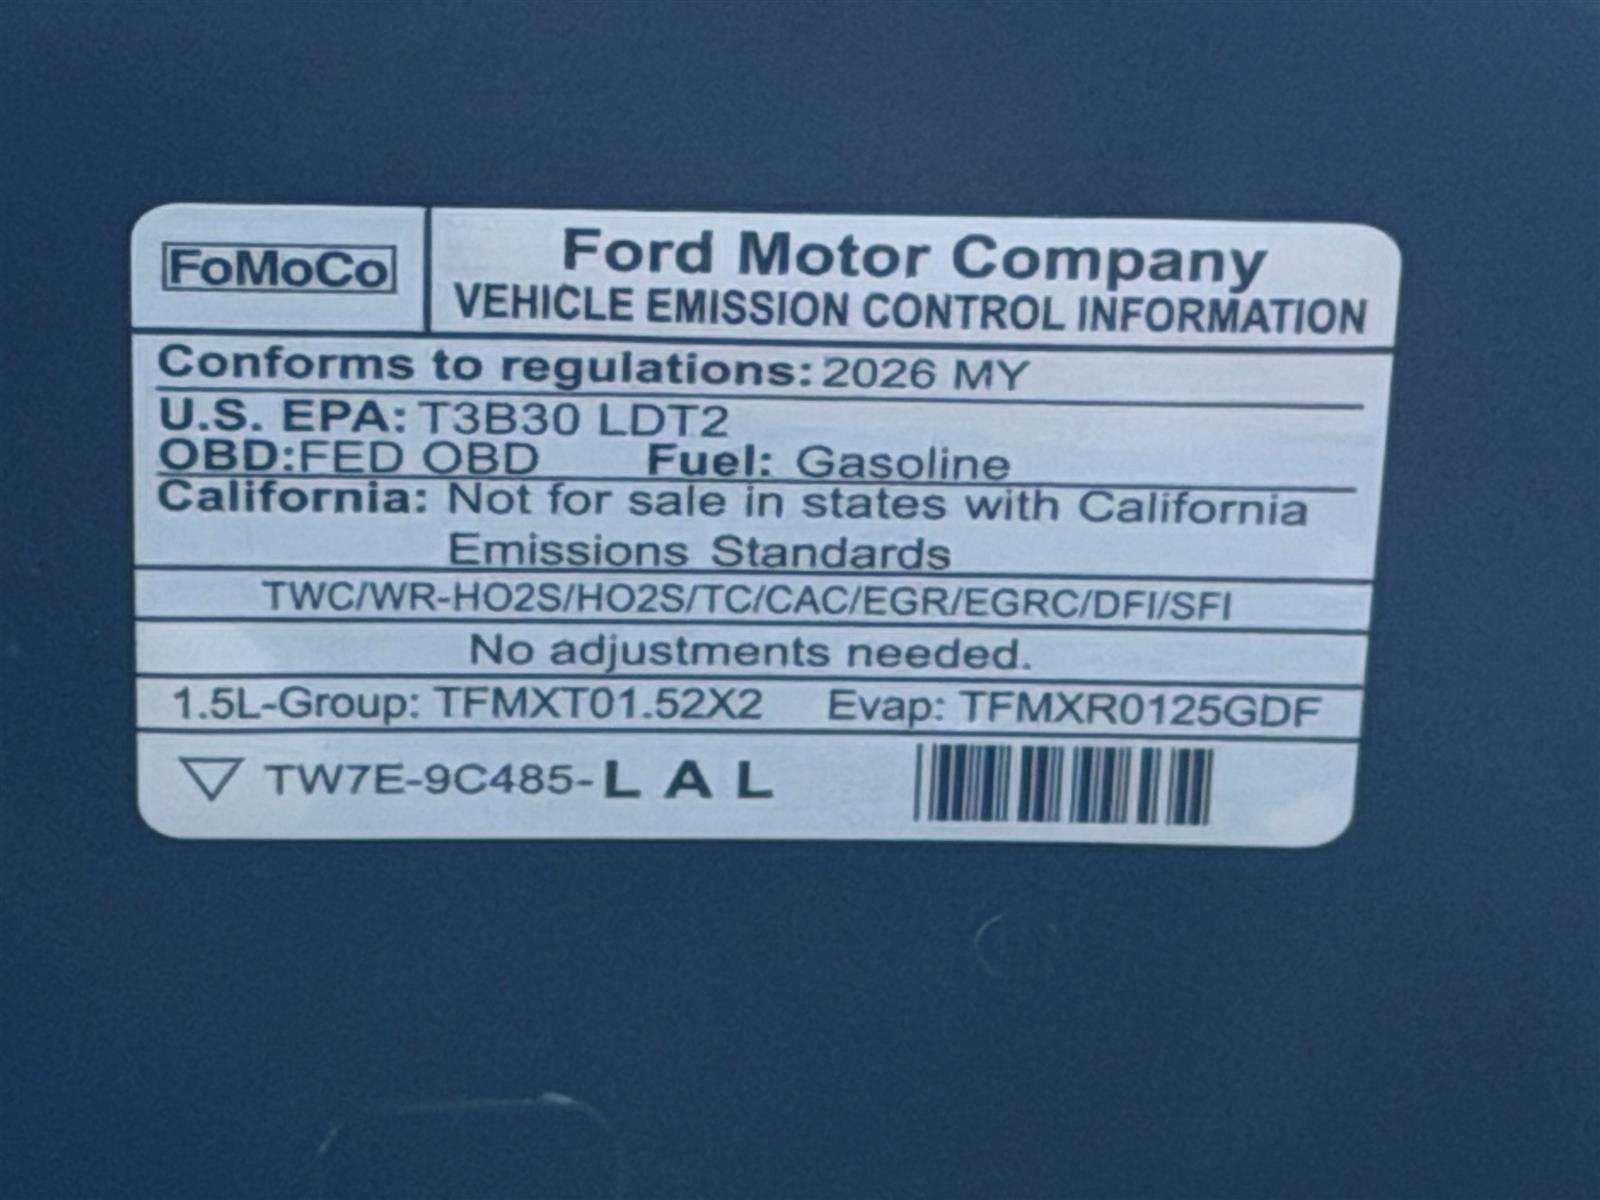 FoMoCo
Ford Motor Company
VEHICLE EMISSION CONTROL INFORMATION
Conforms to regulations: 2026 MY
U.S. EPA: T3B30 LDT2
OBD:FED OBD Fuel: Gasoline
California: Not for sale in states with California
Emissions Standards
TWC/WR-HO2S/HO2S/TC/CAC/EGR/EGRC/DFI/SFI
No adjustments needed.
1.5L-Group: TFMXT01.52X2 Evap: TFMXR0125GDF
TW7E-9C485-L A L